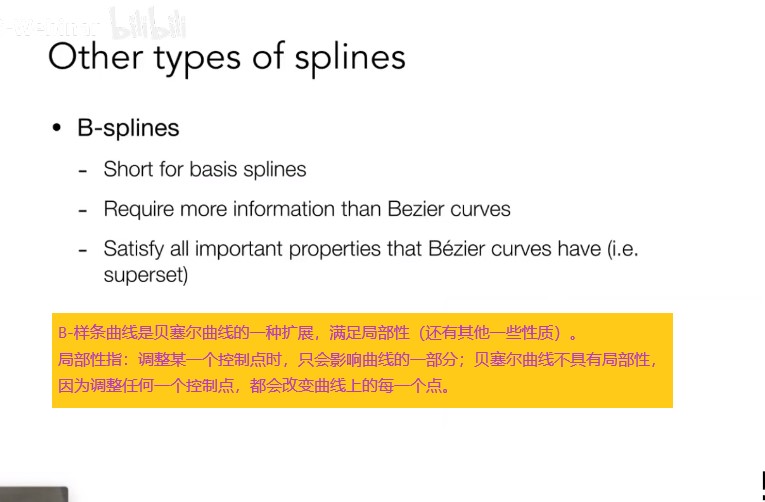 bilibili
Other types of splines
• B-splines
- Short for basis splines
- Require more information than Bezier curves
- Satisfy all important properties that Bézier curves have (i.e.
superset)
B-样条曲线是贝塞尔曲线的一种扩展，满足局部性（还有其他一些性质）。
局部性指：调整某一个控制点时，只会影响曲线的一部分；贝塞尔曲线不具有局部性，
因为调整任何一个控制点，都会改变曲线上的每一个点。